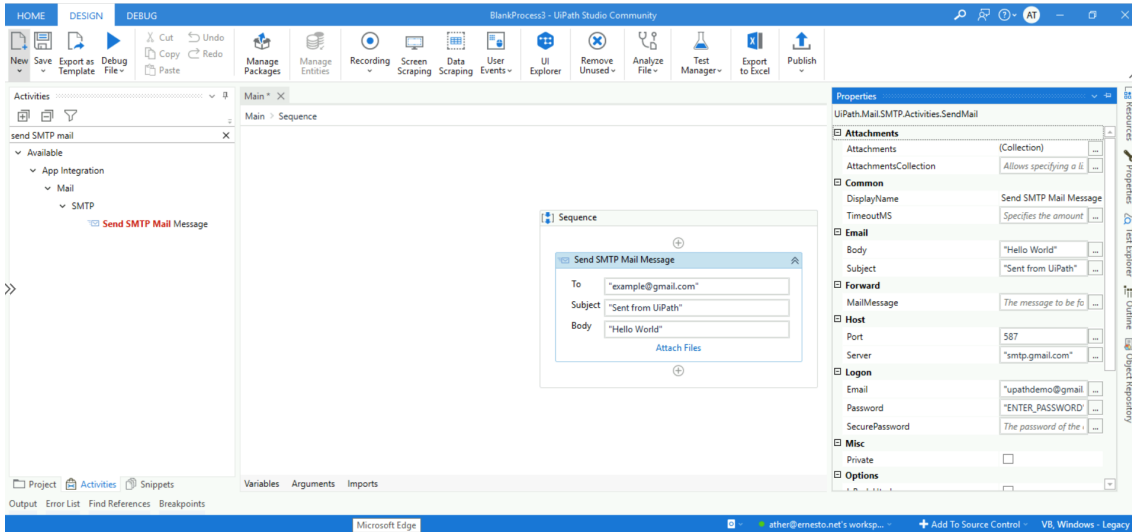 HOME DESIGN DEBUG BlankProcess3 - UiPath Studio Community AT
New Save Export as Template Debug File Cut Copy Paste Undo Redo Manage Packages Manage Entities Recording Screen Scraping Data Scraping User Events UI Explorer Remove Unused Analyze File Test Manager Export to Excel Publish
Activities
send SMTP mail
Available
App Integration
Mail
SMTP
Send SMTP Mail Message
Project Activities Snippets
Main*
Main > Sequence
Sequence
Send SMTP Mail Message
To "example@gmail.com"
Subject "Sent from UiPath"
Body "Hello World"
Attach Files
Variables Arguments Imports
Properties
UiPath.Mail.SMTP.Activities.SendMail
Attachments
Attachments (Collection) ...
AttachmentsCollection Allows specifying a li ...
Common
DisplayName Send SMTP Mail Message
TimeoutMS Specifies the amount ...
Email
Body "Hello World" ...
Subject "Sent from UiPath" ...
Forward
MailMessage The message to be fo ...
Host
Port 587 ...
Server "smtp.gmail.com" ...
Logon
Email "upathdemo@gmail. ...
Password "ENTER_PASSWORD" ...
SecurePassword The password of the ...
Misc
Private
Options
Resources
Properties
Test Explorer
Outline
Object Repository
Output Error List Find References Breakpoints
Microsoft Edge ather@ernesto.net's worksp... Add To Source Control VB, Windows - Legacy